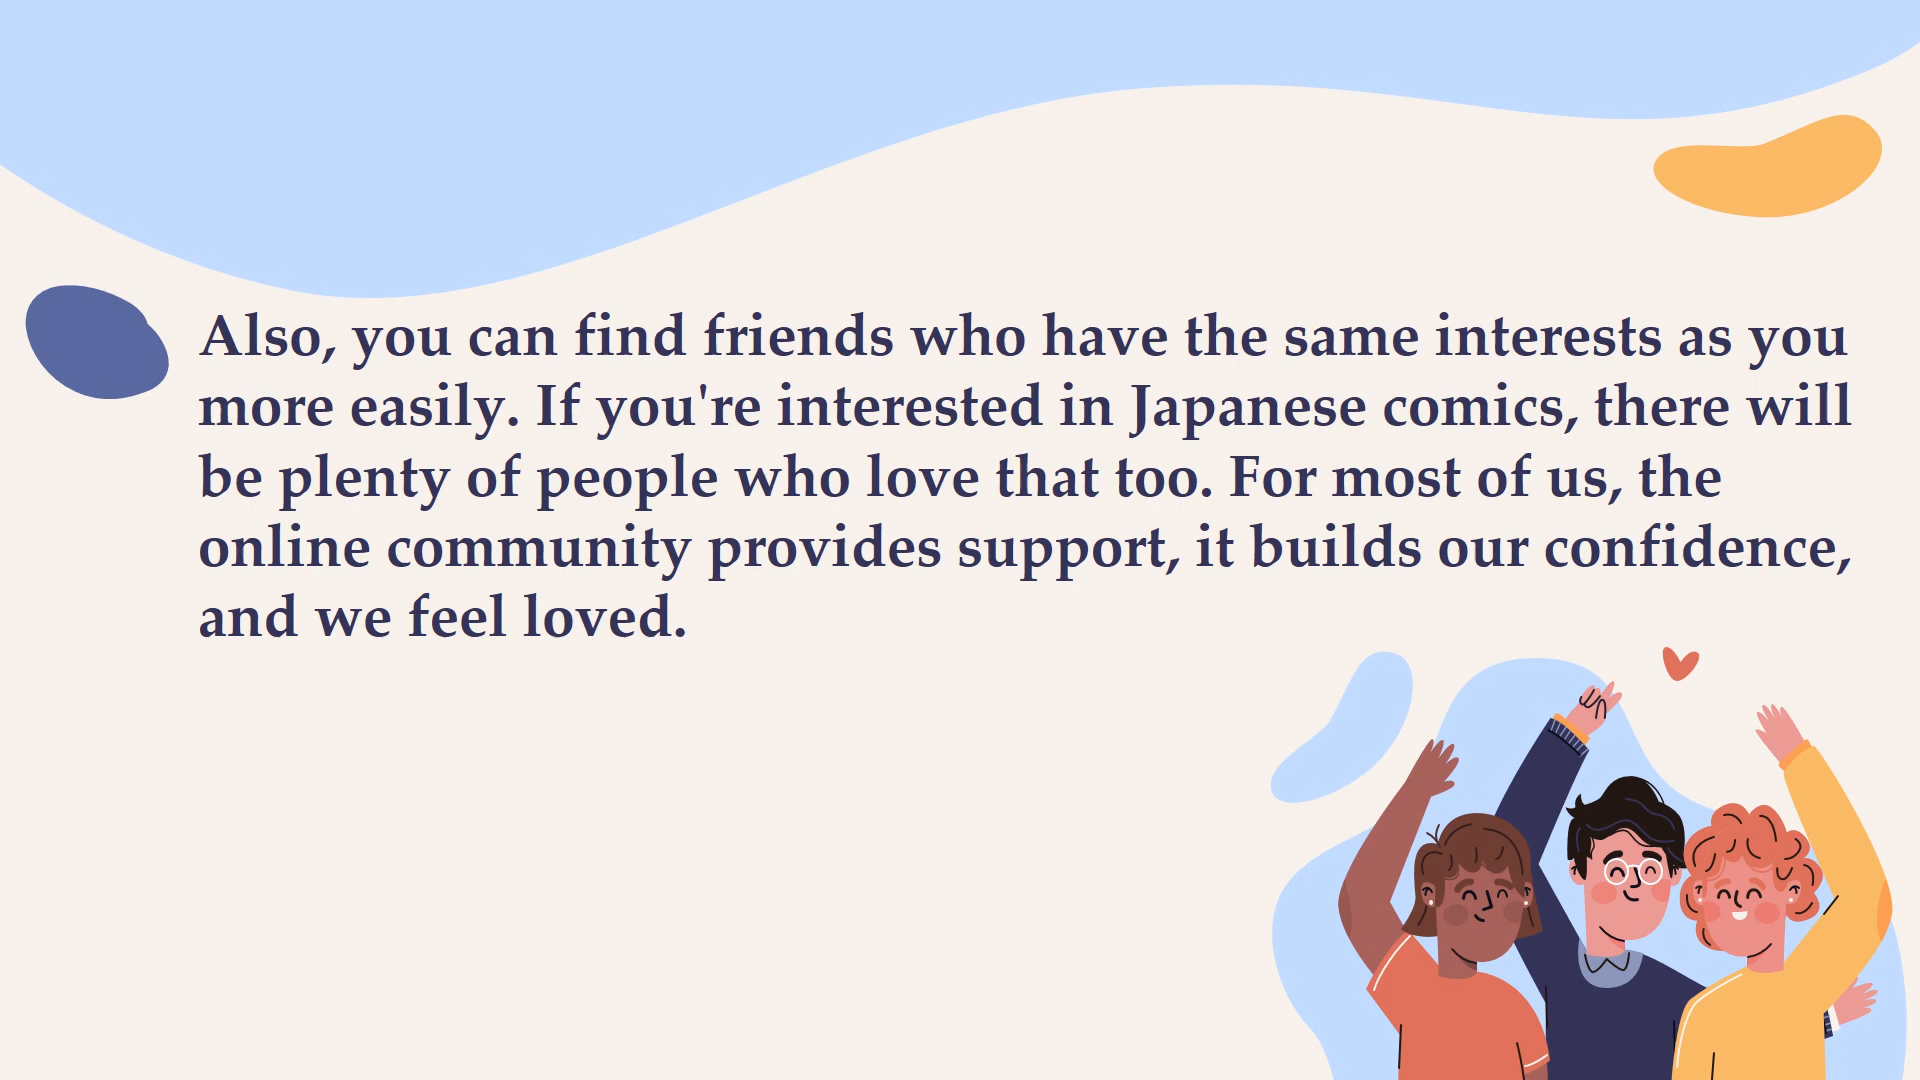 Also, you can find friends who have the same interests as you
more easily. If you're interested in Japanese comics, there will
be plenty of people who love that too. For most of us, the
online community provides support, it builds our confidence,
and we feel loved.